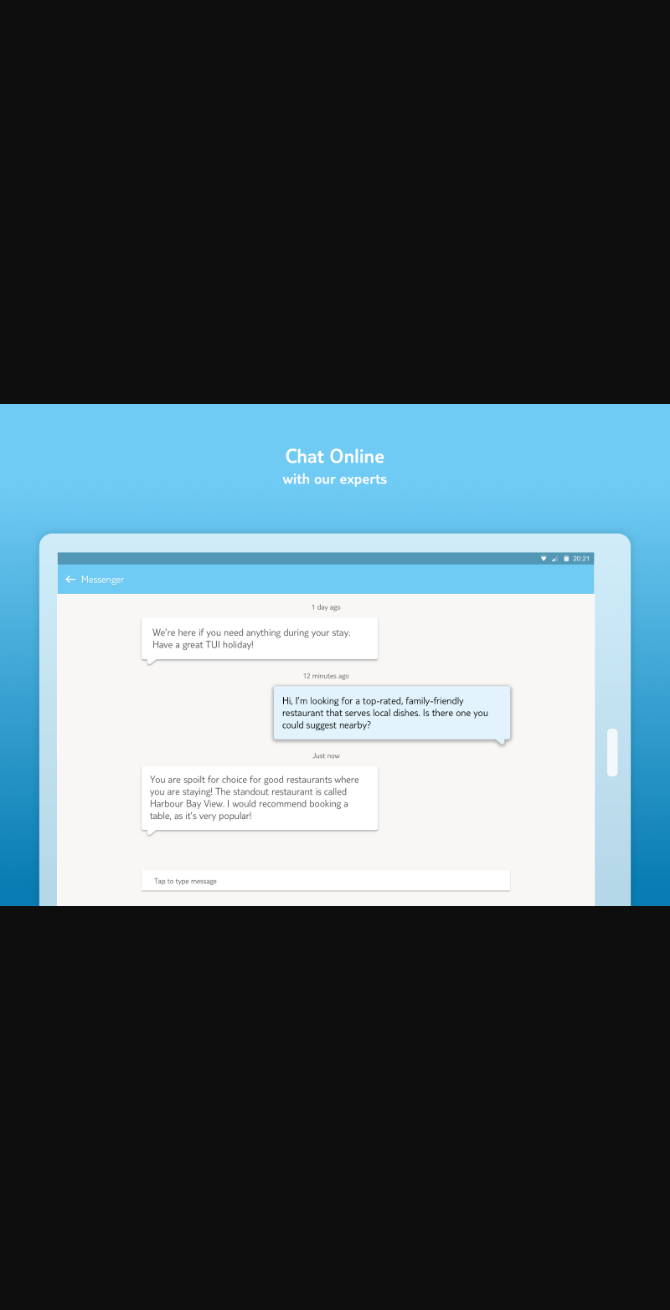 Chat Online
with our experts
20:21
Messenger
1 day ago
We're here if you need anything during your stay.
Have a great TUI holiday!
12 minutes ago
Hi, I'm looking for a top-rated, family-friendly
restaurant that serves local dishes. Is there one you
could suggest nearby?
Just now
You are spoilt for choice for good restaurants where
you are staying! The standout restaurant is called
Harbour Bay View. I would recommend booking a
table, as it's very popular!
Tap to type message